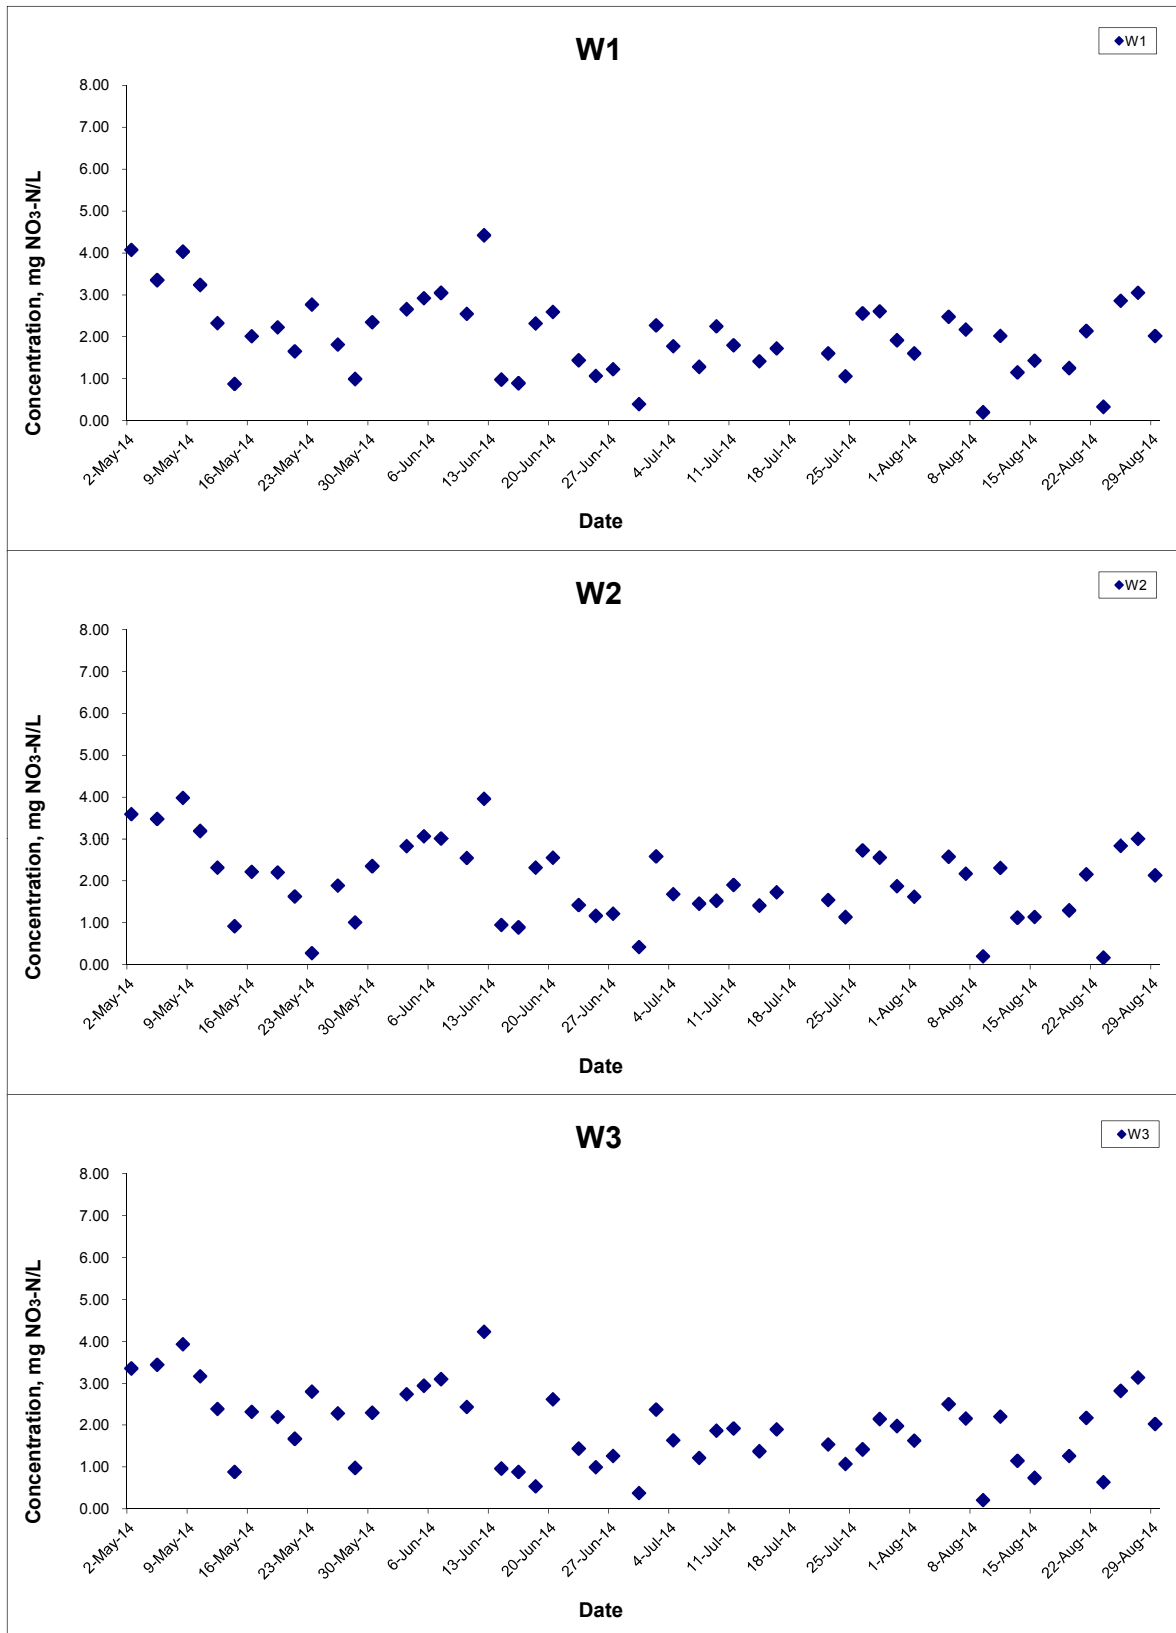 W1
W1
8.00
7.00
6.00
5.00
4.00
3.00
2.00
1.00
0.00
Concentration, mg NO3-N/L
2-May-14
9-May-14
16-May-14
23-May-14
30-May-14
6-Jun-14
13-Jun-14
20-Jun-14
27-Jun-14
4-Jul-14
11-Jul-14
18-Jul-14
25-Jul-14
1-Aug-14
8-Aug-14
15-Aug-14
22-Aug-14
29-Aug-14
Date
W2
W2
8.00
7.00
6.00
5.00
4.00
3.00
2.00
1.00
0.00
Concentration, mg NO3-N/L
2-May-14
9-May-14
16-May-14
23-May-14
30-May-14
6-Jun-14
13-Jun-14
20-Jun-14
27-Jun-14
4-Jul-14
11-Jul-14
18-Jul-14
25-Jul-14
1-Aug-14
8-Aug-14
15-Aug-14
22-Aug-14
29-Aug-14
Date
W3
W3
8.00
7.00
6.00
5.00
4.00
3.00
2.00
1.00
0.00
Concentration, mg NO3-N/L
2-May-14
9-May-14
16-May-14
23-May-14
30-May-14
6-Jun-14
13-Jun-14
20-Jun-14
27-Jun-14
4-Jul-14
11-Jul-14
18-Jul-14
25-Jul-14
1-Aug-14
8-Aug-14
15-Aug-14
22-Aug-14
29-Aug-14
Date